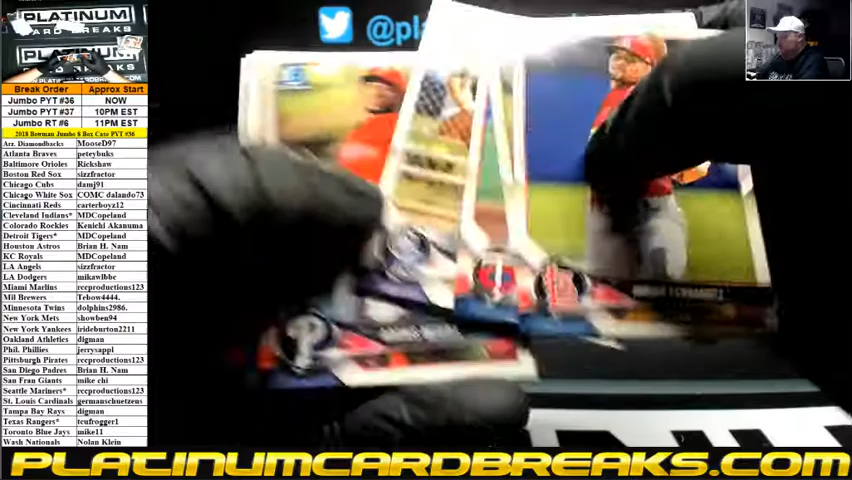 PLATINUM
CARD BREAKS
PLATINUM
@pl
Break Order Approx Start
Jumbo PYT #36 NOW
Jumbo PYT #37 10PM EST
Jumbo RT #6 11PM EST
2018 Bowman Jumbo 8 Box Case PYT #36
Arz. Diamondbacks MooseD97
Atlanta Braves peteybuks
Baltimore Orioles Rickshaw
Boston Red Sox sizzfractor
Chicago Cubs damj91
Chicago White Sox COMC dalando73
Cincinnati Reds carterboyz12
Cleveland Indians* MDCopeland
Colorado Rockies Kenichi Akanuma
Detroit Tigers* MDCopeland
Houston Astros Brian H. Nam
KC Royals MDCopeland
LA Angels sizzfractor
LA Dodgers mikawlbbc
Miami Marlins rccproductions123
Mil Brewers Tebow4444.
Minnesota Twins dolphins2986.
New York Mets showben94
New York Yankees irideburton2211
Oakland Athletics digman
Phil. Phillies jerrysappl
Pittsburgh Pirates rccproductions123
San Diego Padres Brian H. Nam
San Fran Giants mike chi
Seattle Mariners* rccproductions123
St. Louis Cardinals germanschuetzens
Tampa Bay Rays digman
Texas Rangers* tcufrogger1
Toronto Blue Jays mike11
Wash Nationals Nolan Klein
PLATINUMCARDBREAKS.COM